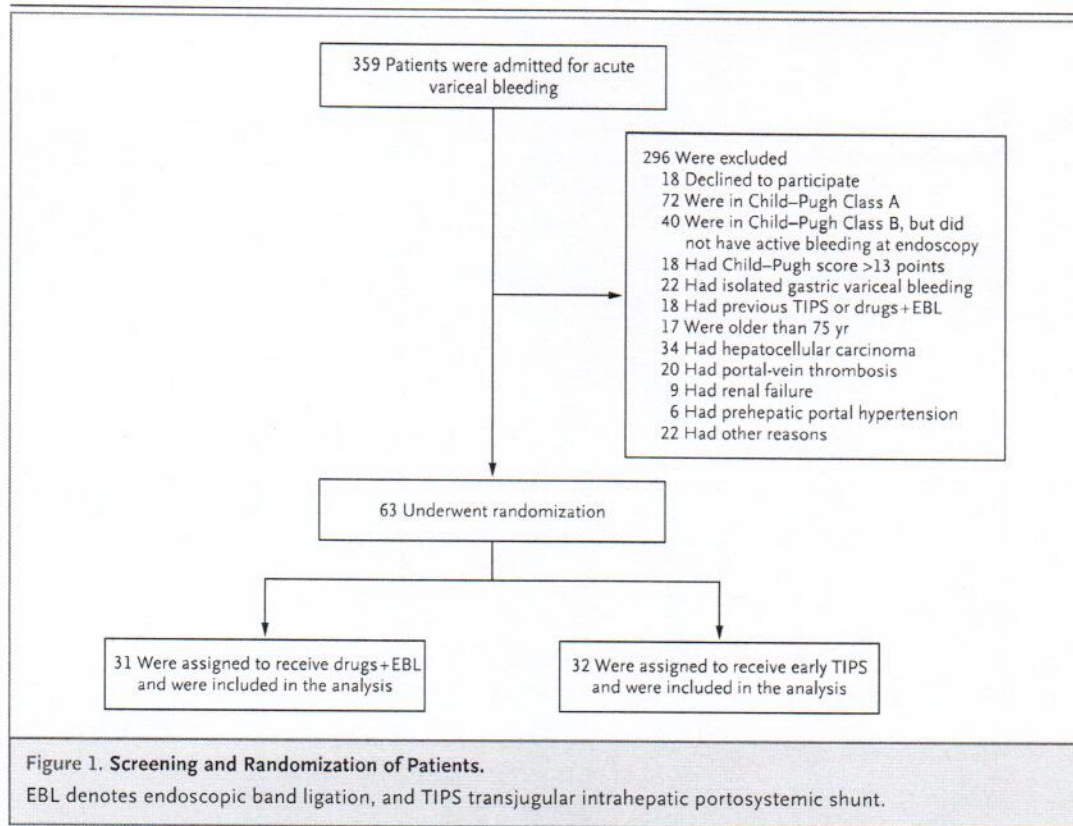 359 Patients were admitted for acute
variceal bleeding
296 Were excluded
18 Declined to participate
72 Were in Child–Pugh Class A
40 Were in Child–Pugh Class B, but did
not have active bleeding at endoscopy
18 Had Child–Pugh score >13 points
22 Had isolated gastric variceal bleeding
18 Had previous TIPS or drugs+EBL
17 Were older than 75 yr
34 Had hepatocellular carcinoma
20 Had portal-vein thrombosis
9 Had renal failure
6 Had prehepatic portal hypertension
22 Had other reasons
63 Underwent randomization
31 Were assigned to receive drugs+EBL
and were included in the analysis
32 Were assigned to receive early TIPS
and were included in the analysis
Figure 1. Screening and Randomization of Patients.
EBL denotes endoscopic band ligation, and TIPS transjugular intrahepatic portosystemic shunt.